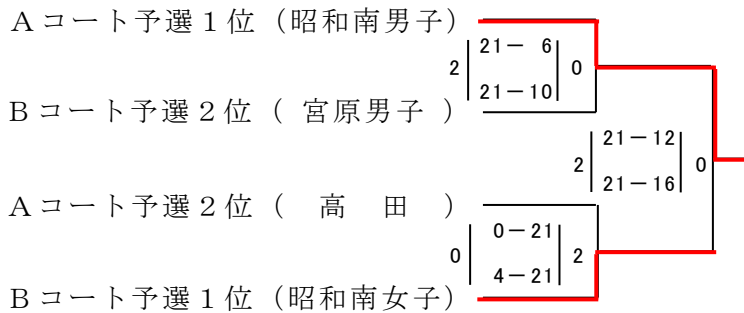 Aコート予選1位（昭和南男子）
2 21－ 6 0
21－10
Bコート予選2位（ 宮原男子 ）
2 21－12 0
21－16
Aコート予選2位（ 高 田 ）
0 0－21 2
4－21
Bコート予選1位（昭和南女子）